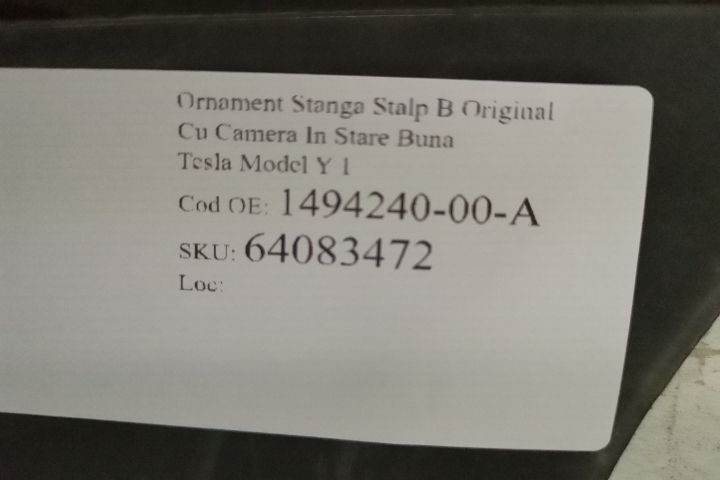 Ornament Stanga Stalp B Original
Cu Camera In Stare Buna
Tesla Model Y 1
Cod OE: 1494240-00-A
SKU: 64083472
Loc: